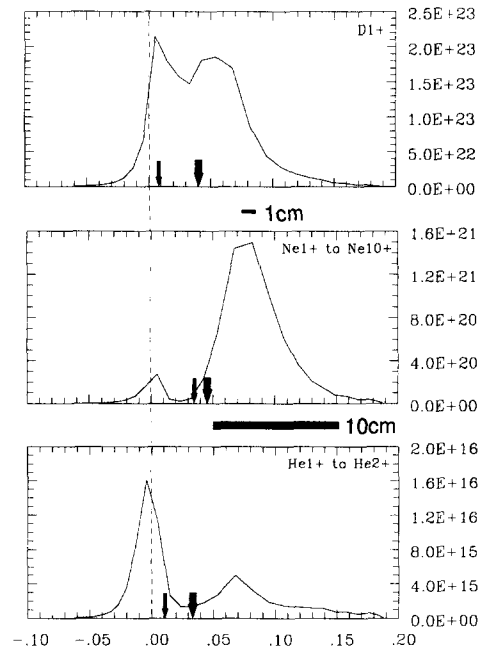 D1+
2.5E+23
2.0E+23
1.5E+23
1.0E+23
5.0E+22
0.0E+00
1cm
Ne1+ to Ne10+
1.6E+21
1.2E+21
8.0E+20
4.0E+20
0.0E+00
10cm
He1+ to He2+
2.0E+16
1.6E+16
1.2E+16
8.0E+15
4.0E+15
0.0E+00
-.10 -.05 .00 .05 .10 .15 .20